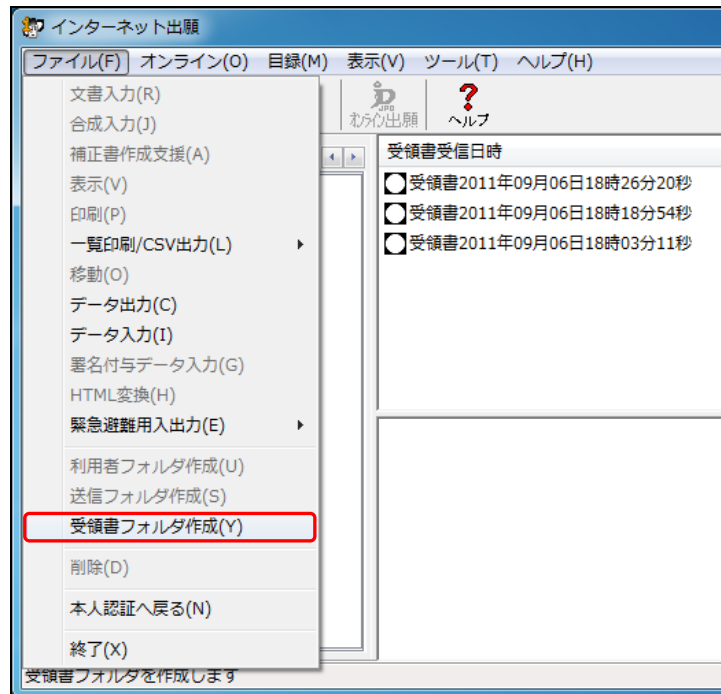 インターネット出願
ファイル(F) オンライン(O) 目録(M) 表示(V) ツール(T) ヘルプ(H)
文書入力(R)
合成入力(J)
補正書作成支援(A)
表示(V)
印刷(P)
一覧印刷/CSV出力(L)
移動(O)
データ出力(C)
データ入力(I)
署名付与データ入力(G)
HTML変換(H)
緊急避難用入出力(E)
利用者フォルダ作成(U)
送信フォルダ作成(S)
受領書フォルダ作成(Y)
削除(D)
本人認証へ戻る(N)
終了(X)
JPO
オンライン出願 ヘルプ
受領書受信日時
受領書2011年09月06日18時26分20秒
受領書2011年09月06日18時18分54秒
受領書2011年09月06日18時03分11秒
受領書フォルダを作成します